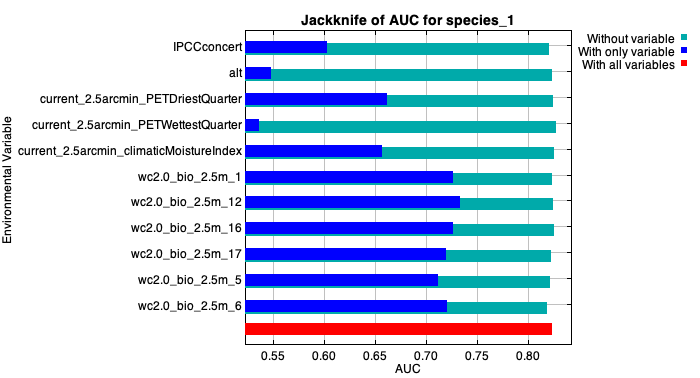 Jackknife of AUC for species_1
Without variable
With only variable
With all variables
Environmental Variable
IPCCconcert
alt
current_2.5arcmin_PETDriestQuarter
current_2.5arcmin_PETWettestQuarter
current_2.5arcmin_climaticMoistureIndex
wc2.0_bio_2.5m_1
wc2.0_bio_2.5m_12
wc2.0_bio_2.5m_16
wc2.0_bio_2.5m_17
wc2.0_bio_2.5m_5
wc2.0_bio_2.5m_6
0.55 0.60 0.65 0.70 0.75 0.80
AUC